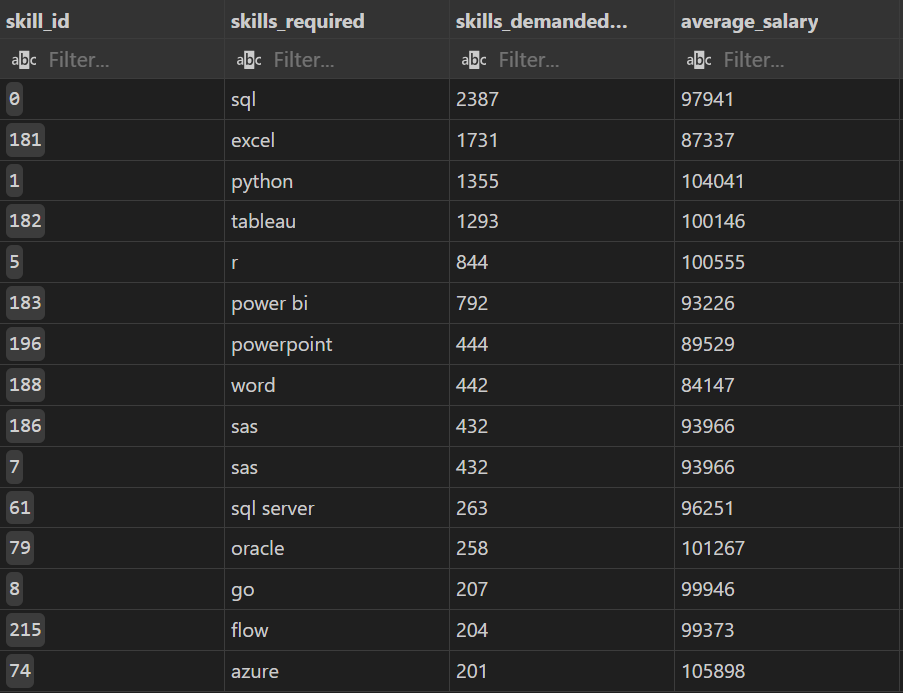 skill_id skills_required skills_demanded... average_salary
abc Filter... abc Filter... abc Filter... abc Filter...
0 sql 2387 97941
181 excel 1731 87337
1 python 1355 104041
182 tableau 1293 100146
5 r 844 100555
183 power bi 792 93226
196 powerpoint 444 89529
188 word 442 84147
186 sas 432 93966
7 sas 432 93966
61 sql server 263 96251
79 oracle 258 101267
8 go 207 99946
215 flow 204 99373
74 azure 201 105898